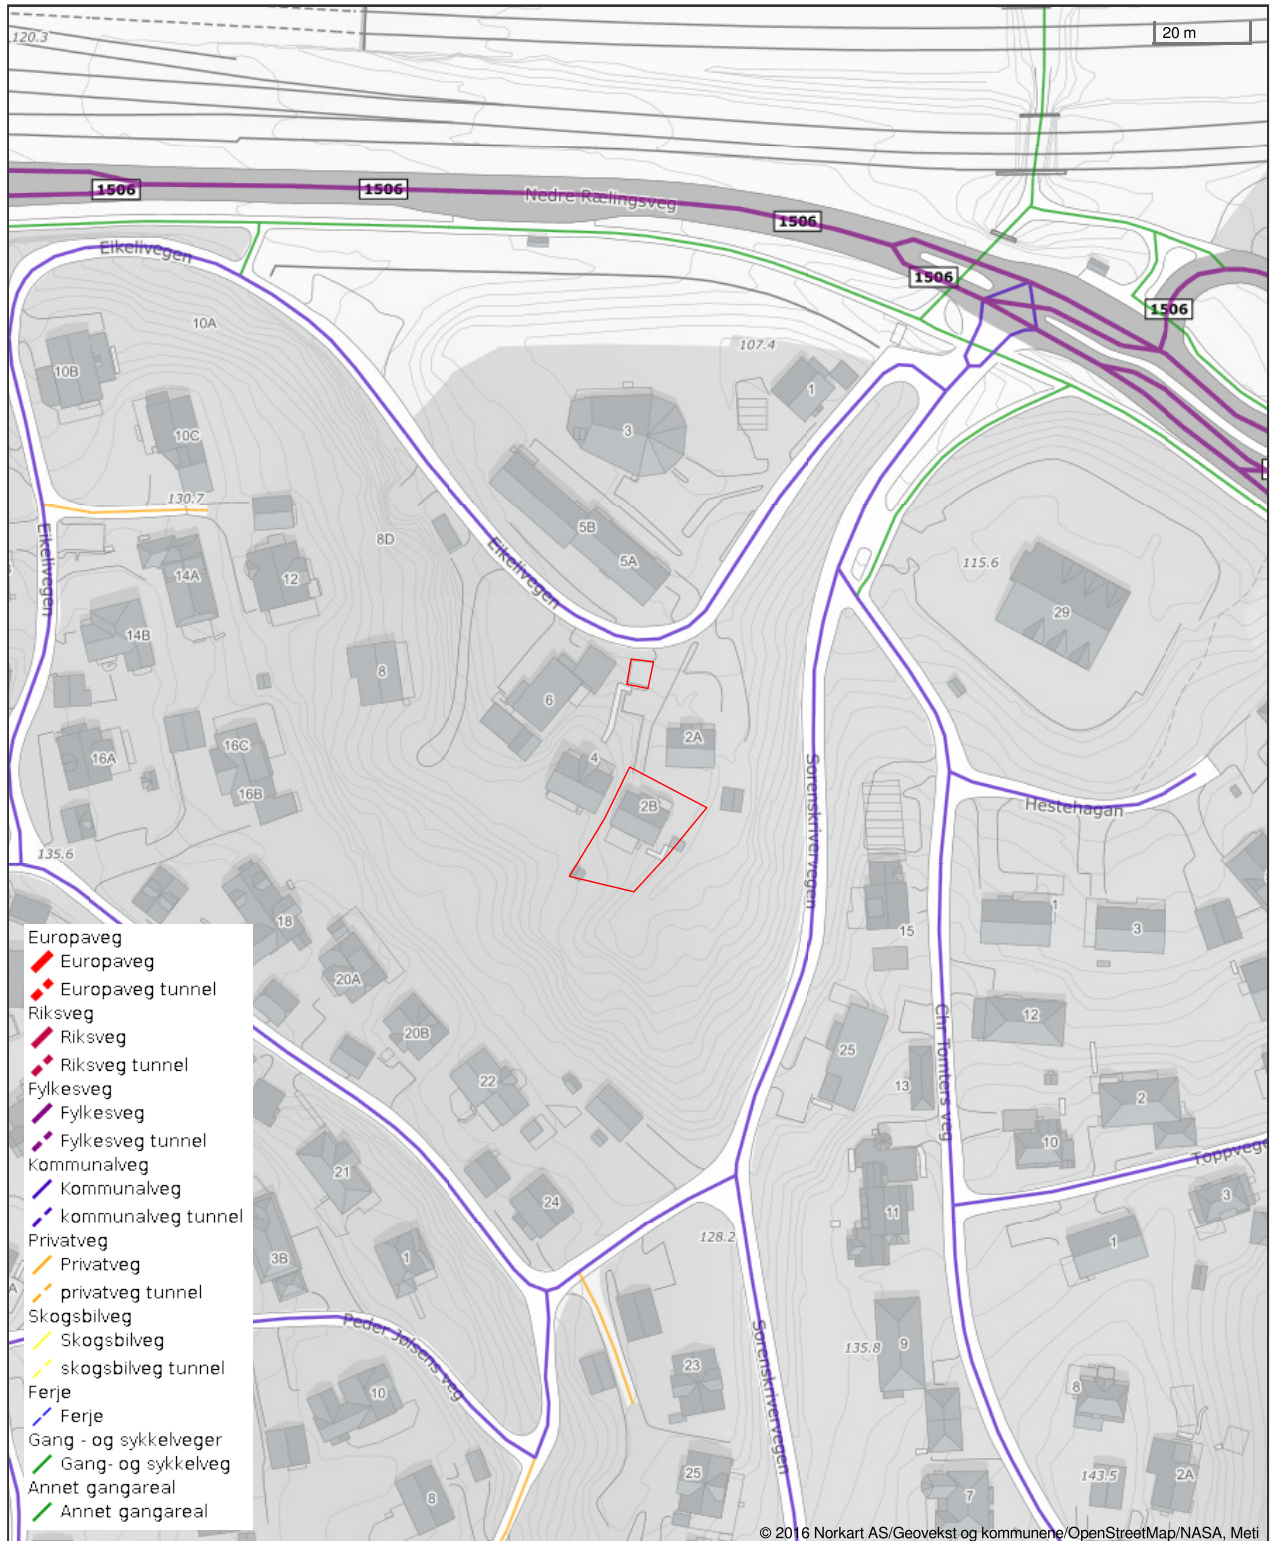 120.3
20 m
1506
1506
Nedre Rælingsveg
1506
1506
1506
Eikelivegen
10A
107.4
10B
1
10C
3
130.7
5B
8D
5A
Eikelivegen
Eikelivegen
115.6
14A
12
29
14B
8
6
2A
16A
16C
4
16B
2B
Sørenskrivervegen
Hestehagan
135.6
18
15
1
3
20A
12
20B
25
Chr Tomters veg
22
13
2
10
Toppvege
21
24
11
3
3B
1
128.2
1
A
Peder Jølsens veg
Sørenskrivervegen
135.8
9
23
10
8
25
143.5
2A
8
7
Europaveg
Europaveg
Europaveg tunnel
Riksveg
Riksveg
Riksveg tunnel
Fylkesveg
Fylkesveg
Fylkesveg tunnel
Kommunalveg
Kommunalveg
kommunalveg tunnel
Privatveg
Privatveg
privatveg tunnel
Skogsbilveg
Skogsbilveg
skogsbilveg tunnel
Ferje
Ferje
Gang - og sykkelveger
Gang- og sykkelveg
Annet gangareal
Annet gangareal
© 2016 Norkart AS/Geovekst og kommunene/OpenStreetMap/NASA, Meti